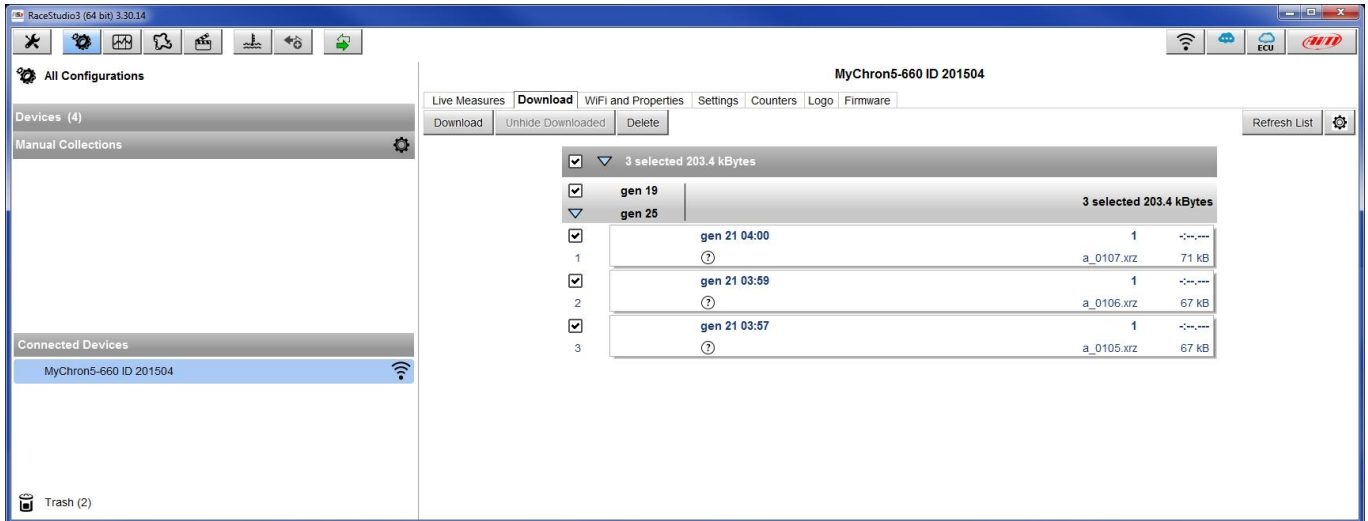 RaceStudio3 (64 bit) 3.30.14
ECU
AiM
All Configurations
Devices (4)
Manual Collections
Connected Devices
MyChron5-660 ID 201504
Trash (2)
MyChron5-660 ID 201504
Live Measures Download WiFi and Properties Settings Counters Logo Firmware
Download Unhide Downloaded Delete Refresh List
3 selected 203.4 kBytes
gen 19
gen 25
3 selected 203.4 kBytes
gen 21 04:00 1 -:--.---
1 ? a_0107.xrz 71 kB
gen 21 03:59 1 -:--.---
2 ? a_0106.xrz 67 kB
gen 21 03:57 1 -:--.---
3 ? a_0105.xrz 67 kB